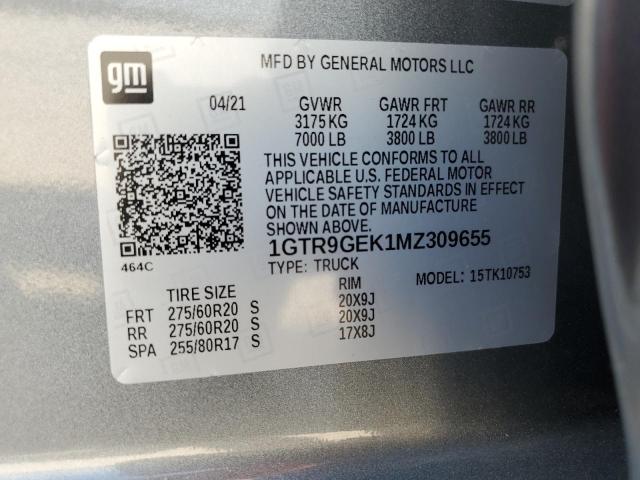 gm
MFD BY GENERAL MOTORS LLC
04/21 GVWR GAWR FRT GAWR RR
3175 KG 1724 KG 1724 KG
7000 LB 3800 LB 3800 LB
THIS VEHICLE CONFORMS TO ALL
APPLICABLE U.S. FEDERAL MOTOR
VEHICLE SAFETY STANDARDS IN EFFECT
ON THE DATE OF MANUFACTURE
SHOWN ABOVE.
1GTR9GEK1MZ309655
464C
TYPE: TRUCK MODEL: 15TK10753
TIRE SIZE RIM
FRT 275/60R20 S 20X9J
RR 275/60R20 S 20X9J
SPA 255/80R17 S 17X8J